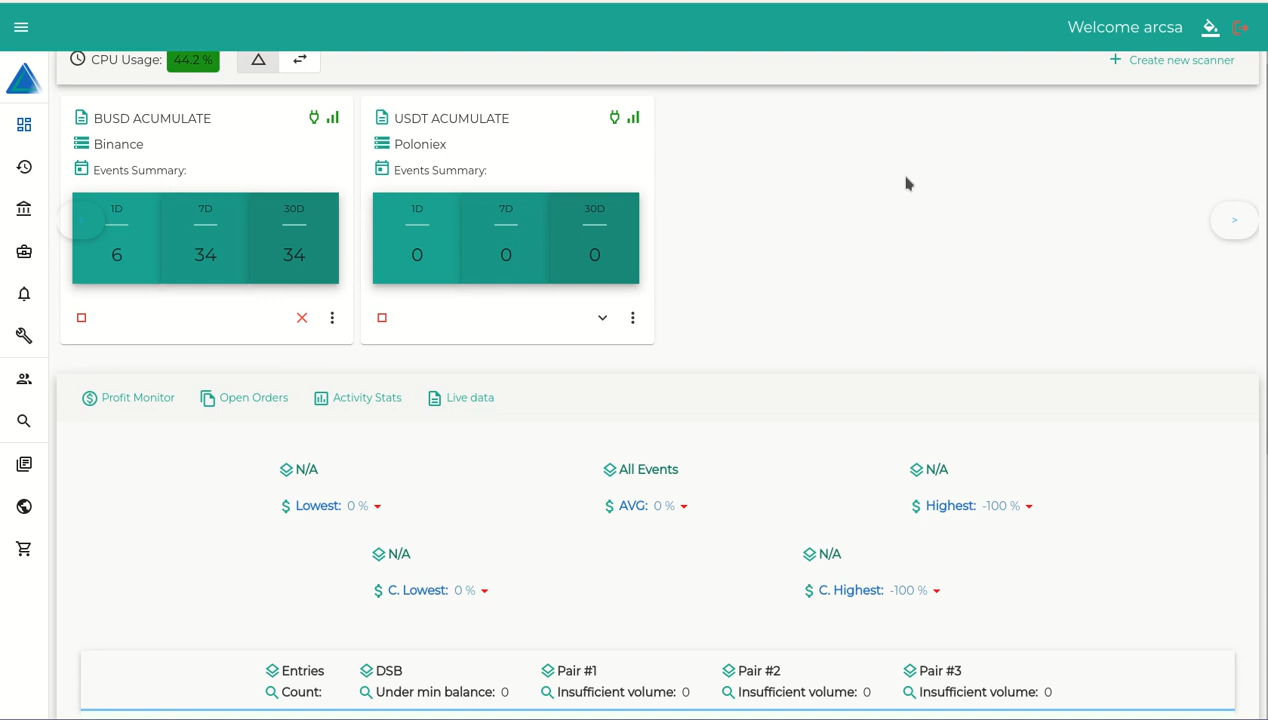 Welcome arcsa
CPU Usage: 44.2 %
Create new scanner
BUSD ACUMULATE
Binance
Events Summary:
1D 7D 30D
6 34 34
USDT ACUMULATE
Poloniex
Events Summary:
1D 7D 30D
0 0 0
>
Profit Monitor Open Orders Activity Stats Live data
N/A All Events N/A
Lowest: 0 % AVG: 0 % Highest: -100 %
N/A N/A
C. Lowest: 0 % C. Highest: -100 %
Entries DSB Pair #1 Pair #2 Pair #3
Count: Under min balance: 0 Insufficient volume: 0 Insufficient volume: 0 Insufficient volume: 0